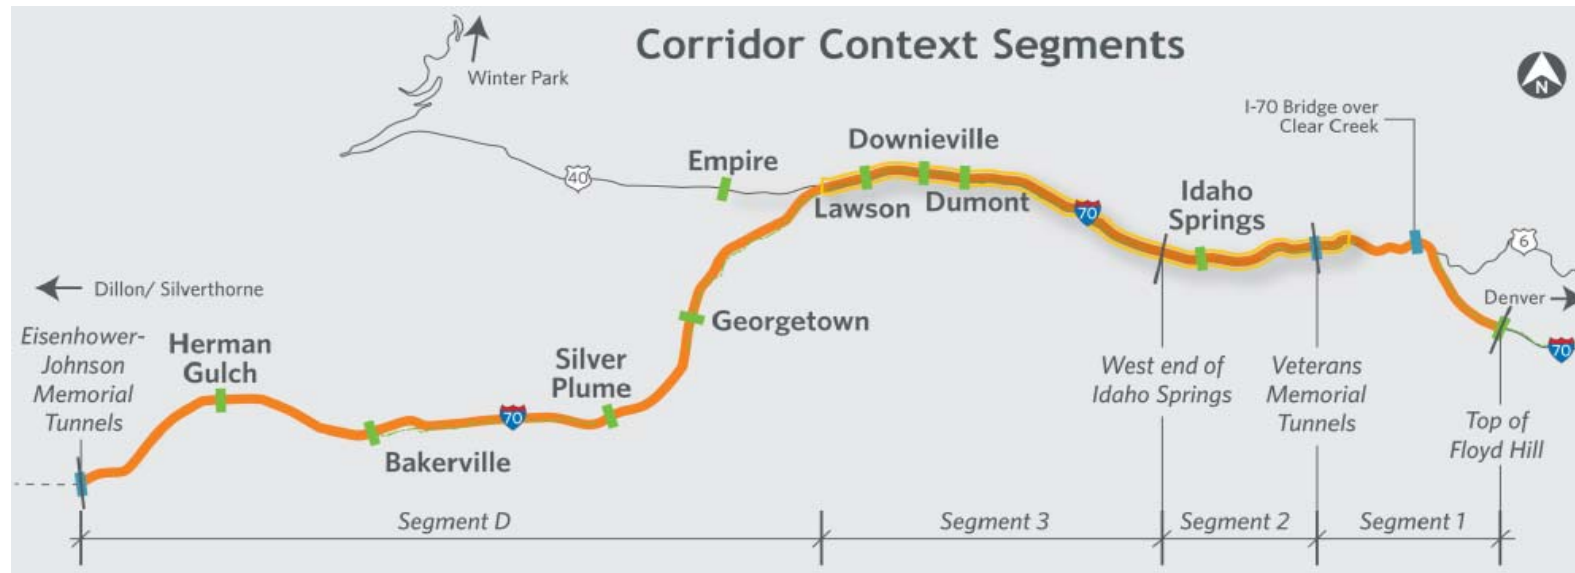 Corridor Context Segments
Winter Park
N
I-70 Bridge over
Clear Creek
Downieville
Empire
40
Lawson
Dumont
70
Idaho
Springs
6
Denver
70
Dillon/ Silverthorne
Eisenhower-
Johnson
Memorial
Tunnels
Herman
Gulch
Silver
Plume
Georgetown
70
Bakerville
West end of
Idaho Springs
Veterans
Memorial
Tunnels
Top of
Floyd Hill
Segment D
Segment 3
Segment 2
Segment 1